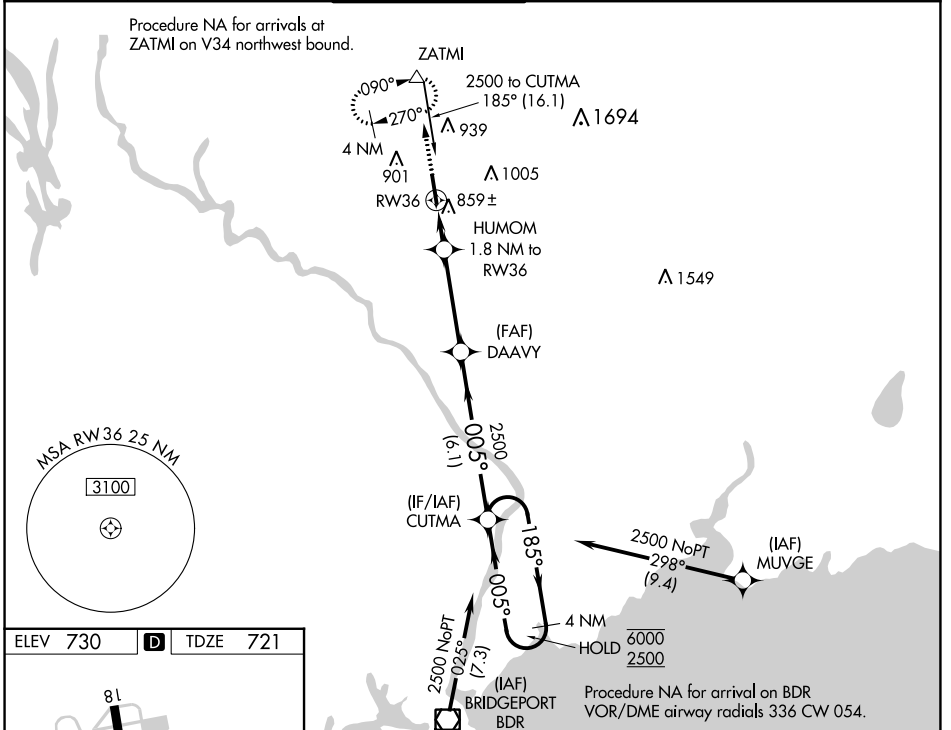 Procedure NA for arrivals at
ZATMI on V34 northwest bound.
ZATMI
090°
270°
4 NM
2500 to CUTMA
185° (16.1)
939
1694
901
1005
RW36
859 ±
HUMOM
1.8 NM to
RW36
1549
(FAF)
DAAVY
2500
005°
(6.1)
MSA RW36 25 NM
3100
(IF/IAF)
CUTMA
185°
005°
2500 NoPT
298°
(9.4)
(IAF)
MUVGE
4 NM
HOLD
6000
2500
2500 NoPT
025°
(7.3)
(IAF)
BRIDGEPORT
BDR
Procedure NA for arrival on BDR
VOR/DME airway radials 336 CW 054.
ELEV 730 D TDZE 721
18